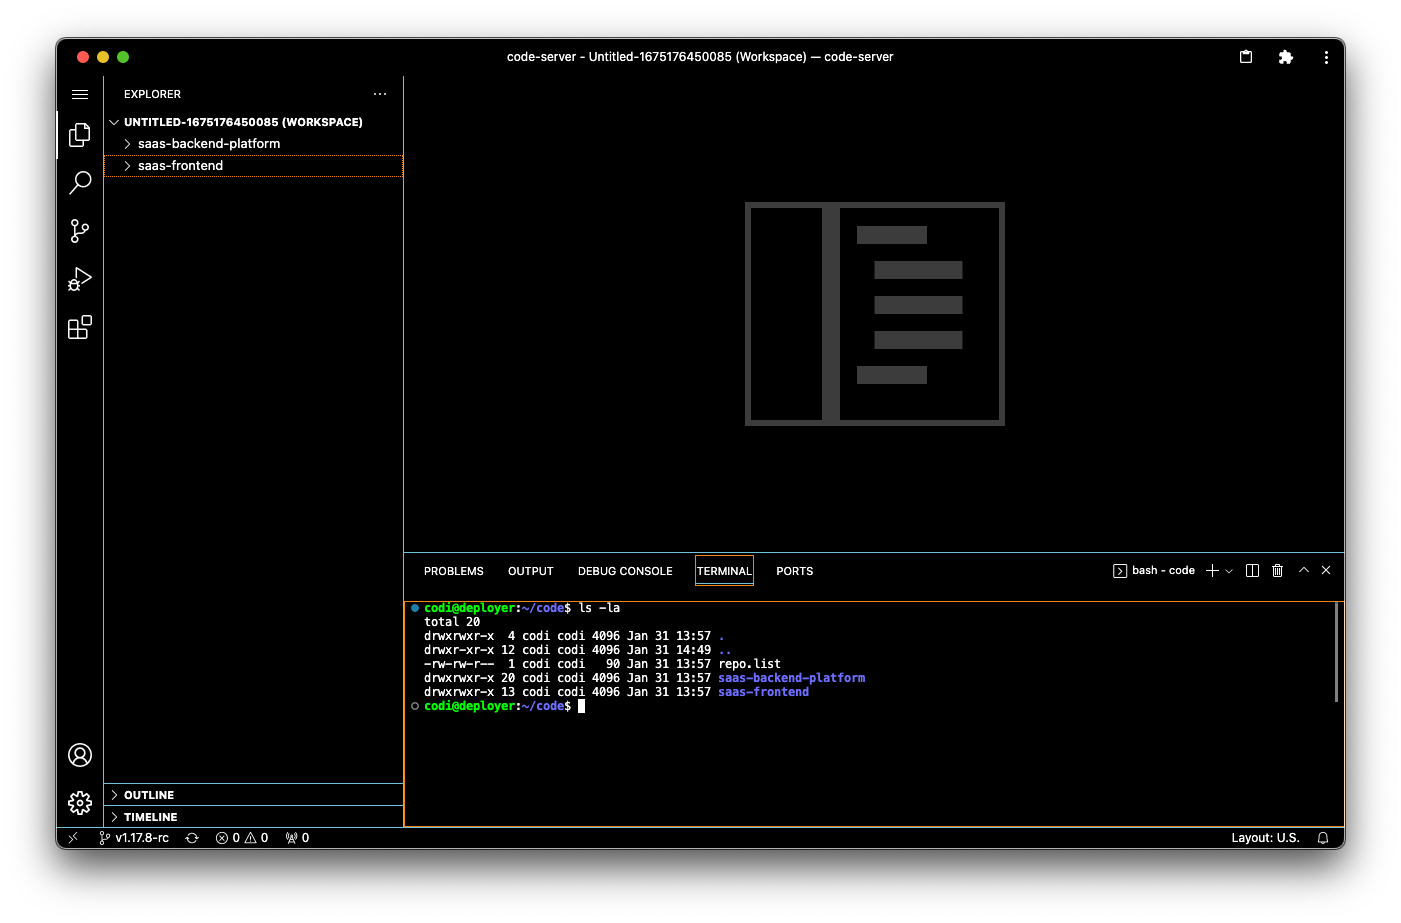 code-server - Untitled-1675176450085 (Workspace) — code-server
EXPLORER
UNTITLED-1675176450085 (WORKSPACE)
saas-backend-platform
saas-frontend
OUTLINE
TIMELINE
PROBLEMS OUTPUT DEBUG CONSOLE TERMINAL PORTS bash - code
codi@deployer:~/code$ ls -la
total 20
drwxrwxr-x  4 codi codi 4096 Jan 31 13:57 .
drwxr-xr-x 12 codi codi 4096 Jan 31 14:49 ..
-rw-rw-r--  1 codi codi   90 Jan 31 13:57 repo.list
drwxrwxr-x 20 codi codi 4096 Jan 31 13:57 saas-backend-platform
drwxrwxr-x 13 codi codi 4096 Jan 31 13:57 saas-frontend
codi@deployer:~/code$
v1.17.8-rc 0 0 0 Layout: U.S.